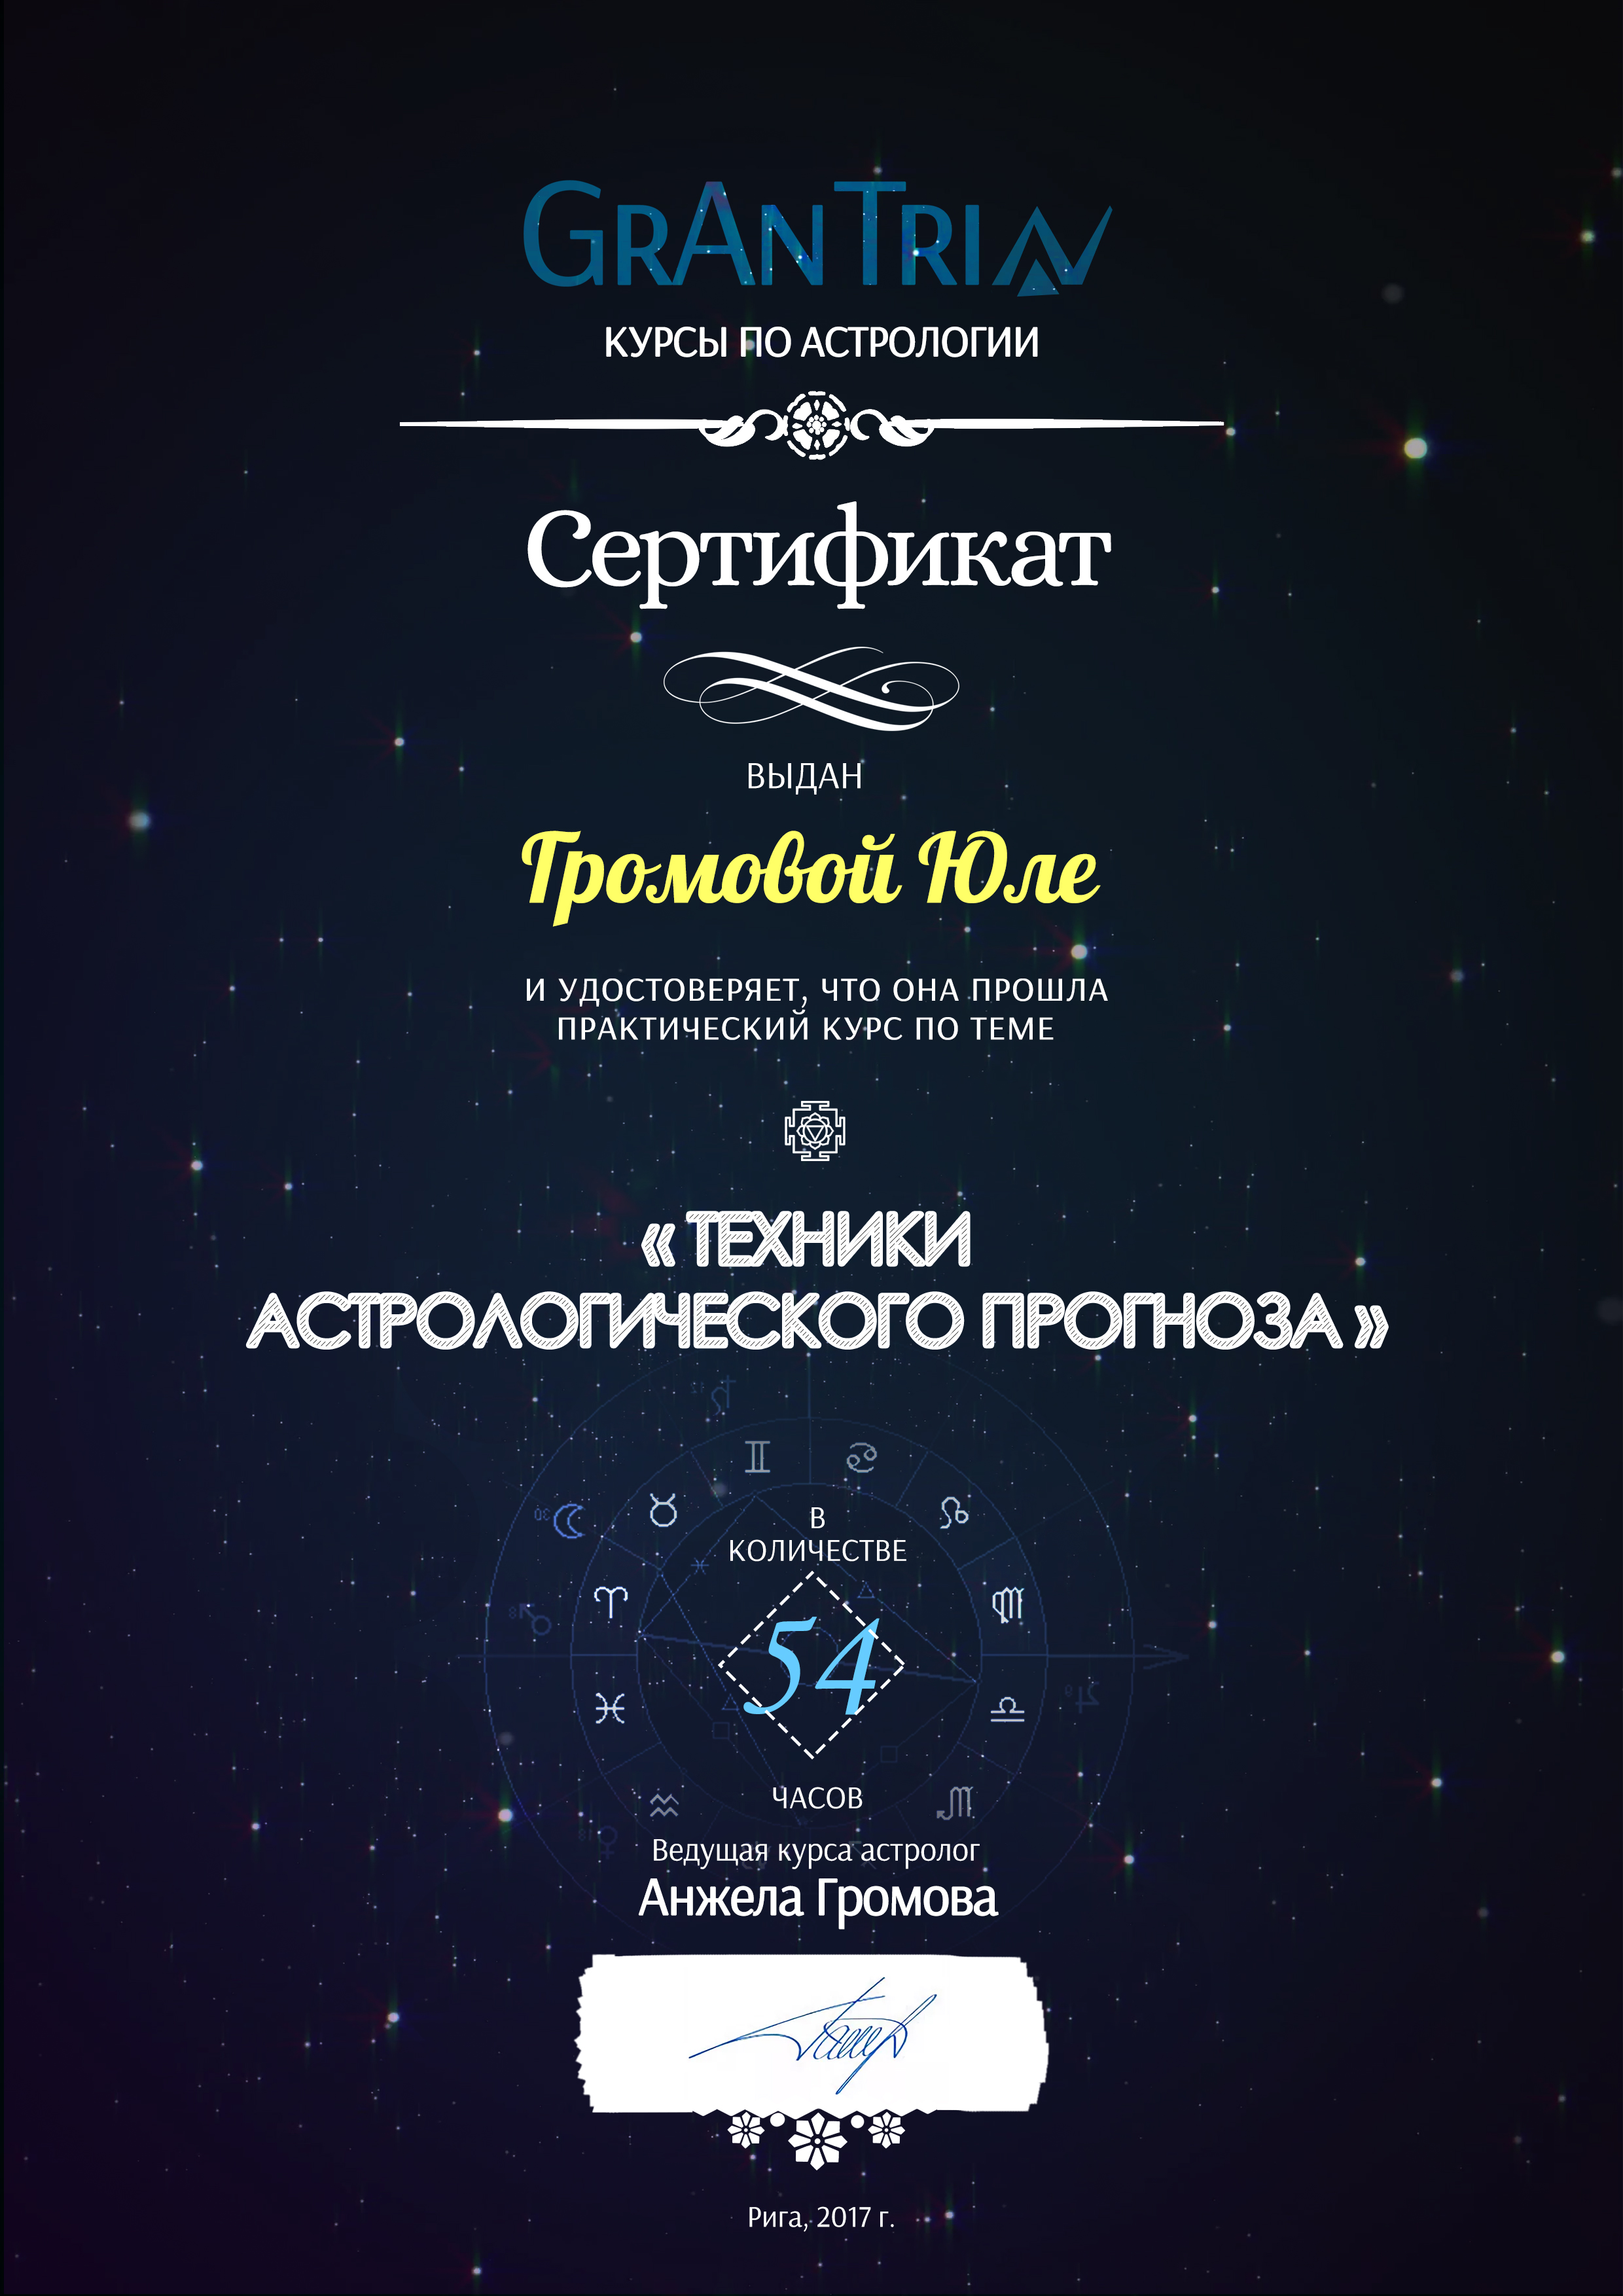 GRANTRIN
КУРСЫ ПО АСТРОЛОГИИ
Сертификат
ВЫДАН
Громовой Юле
И УДОСТОВЕРЯЕТ, ЧТО ОНА ПРОШЛА
ПРАКТИЧЕСКИЙ КУРС ПО ТЕМЕ
« ТЕХНИКИ
АСТРОЛОГИЧЕСКОГО ПРОГНОЗА »
В
КОЛИЧЕСТВЕ
54
ЧАСОВ
Ведущая курса астролог
Анжела Громова
Рига, 2017 г.